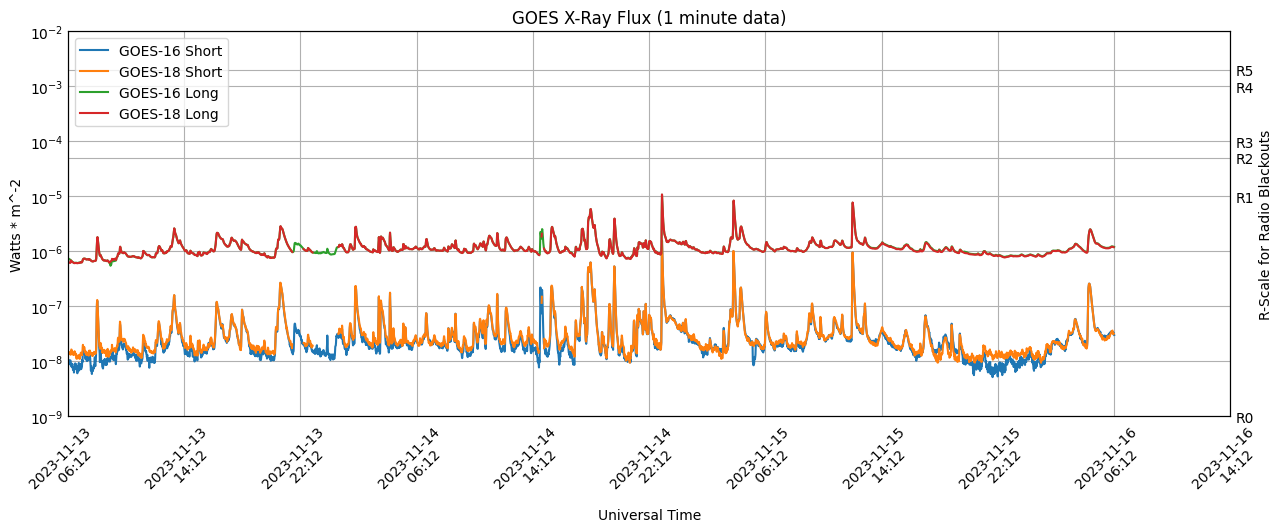 GOES X-Ray Flux (1 minute data)
GOES-16 Short
GOES-18 Short
GOES-16 Long
GOES-18 Long
Watts * m^-2
10⁻²
10⁻³
10⁻⁴
10⁻⁵
10⁻⁶
10⁻⁷
10⁻⁸
10⁻⁹
R5
R4
R3
R2
R1
R0
R-Scale for Radio Blackouts
2023-11-13
06:12
2023-11-13
14:12
2023-11-13
22:12
2023-11-14
06:12
2023-11-14
14:12
2023-11-14
22:12
2023-11-15
06:12
2023-11-15
14:12
2023-11-15
22:12
2023-11-16
06:12
2023-11-16
14:12
Universal Time